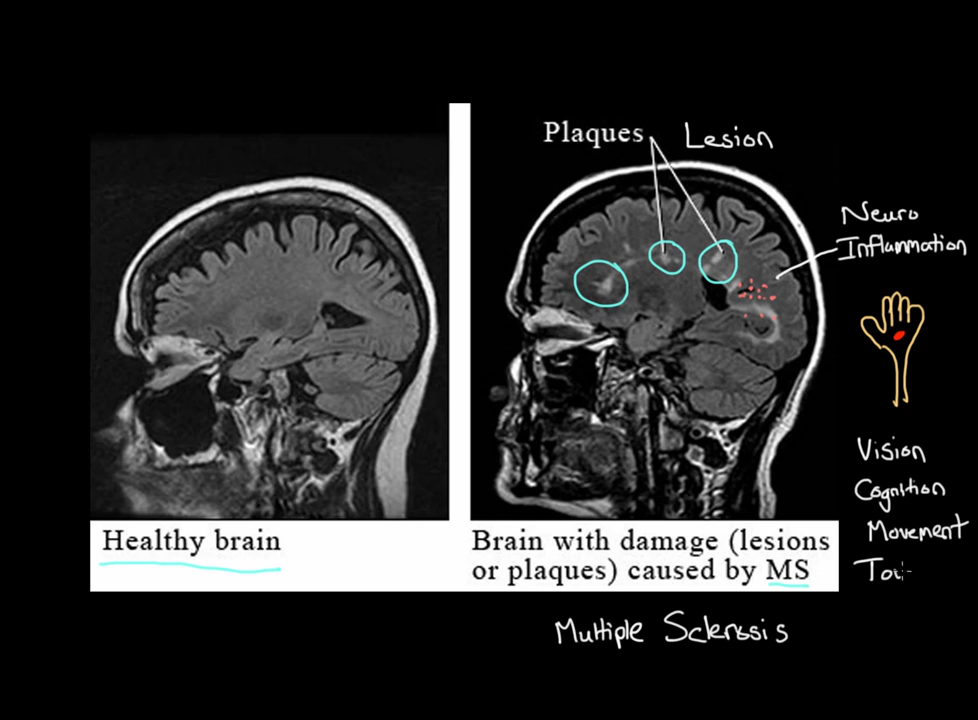 Plaques
Lesion
Neuro
Inflammation
Vision
Cognition
Movement
Healthy brain
Brain with damage (lesions
or plaques) caused by MS
Multiple Sclerosis